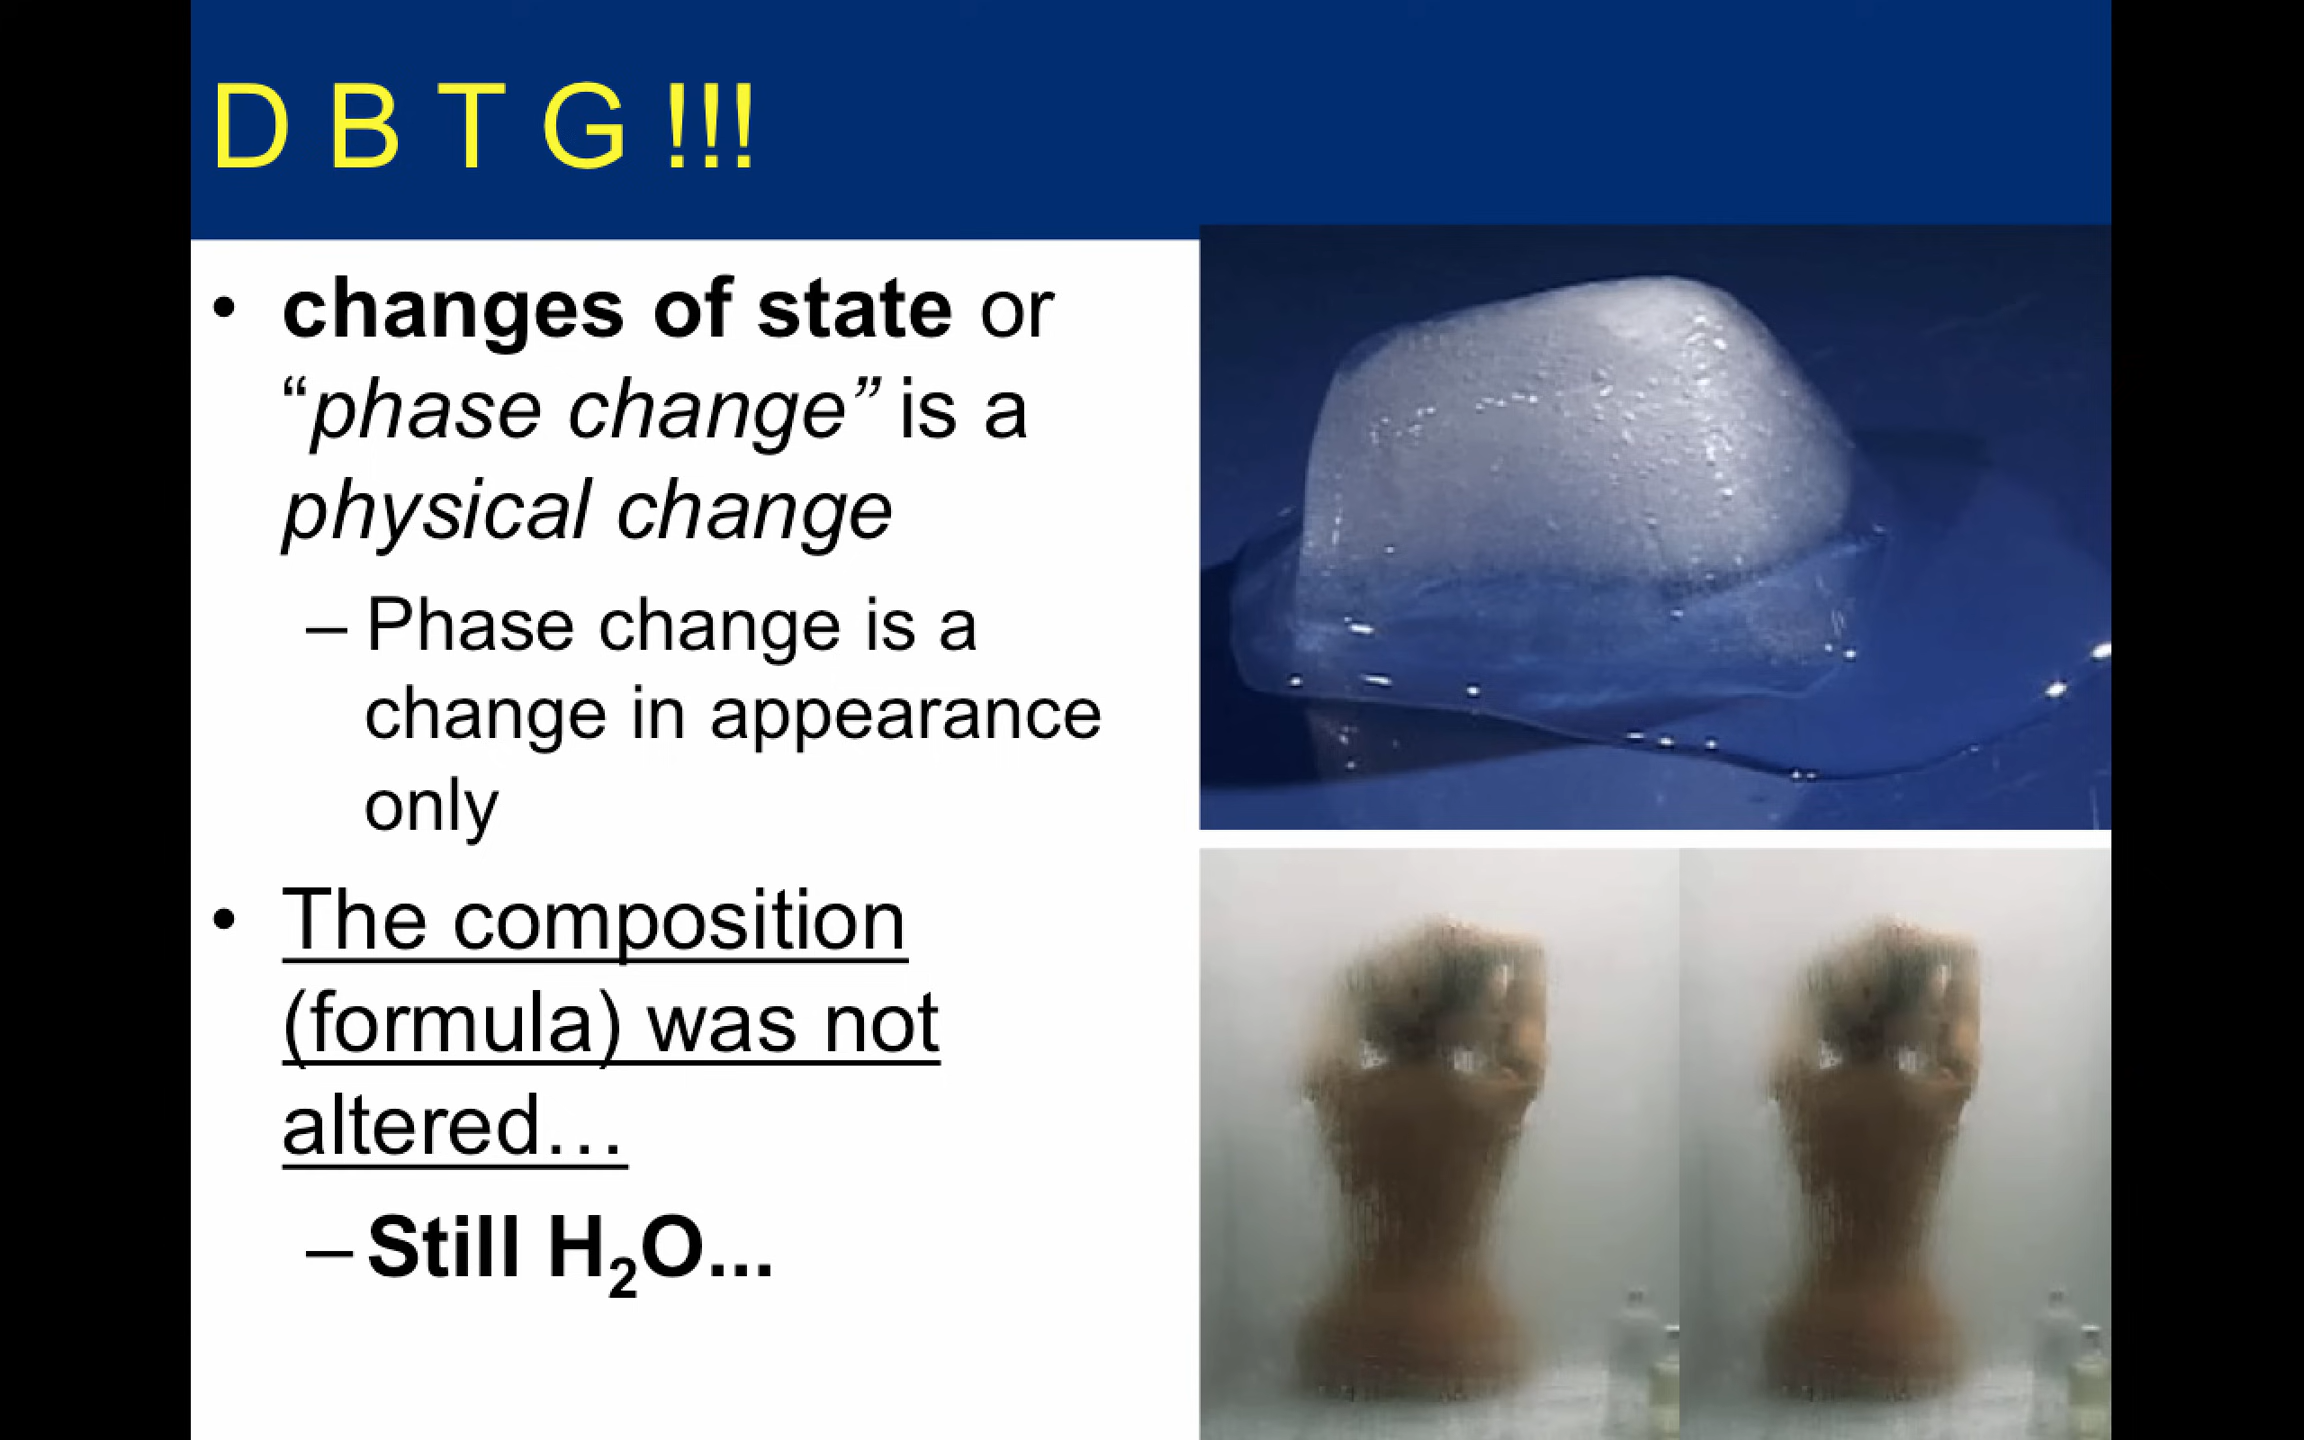 D B T G !!!
• changes of state or
“phase change” is a
physical change
– Phase change is a
change in appearance
only
• The composition
(formula) was not
altered…
– Still H₂O...